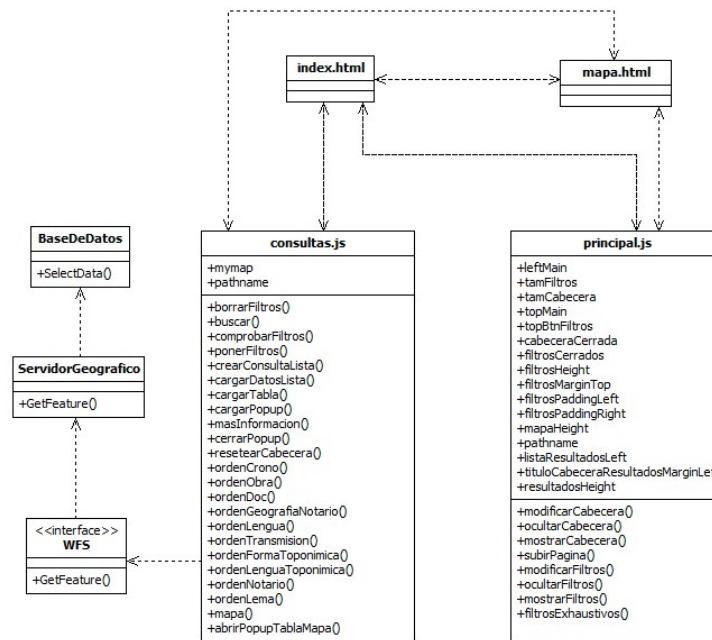 index.html
mapa.html
BaseDeDatos
+SelectData()
ServidorGeografico
+GetFeature()
<<interface>>
WFS
+GetFeature()
consultas.js
+mymap
+pathname
+borrarFiltros()
+buscar()
+comprobarFiltros()
+ponerFiltros()
+crearConsultaLista()
+cargarDatosLista()
+cargarTabla()
+cargarPopup()
+masInformacion()
+cerrarPopup()
+resetearCabecera()
+ordenCrono()
+ordenObra()
+ordenDoc()
+ordenGeografiaNotario()
+ordenLengua()
+ordenTransmision()
+ordenFormaToponimica()
+ordenLenguaToponimica()
+ordenNotario()
+ordenLema()
+mapa()
+abrirPopupTablaMapa()
principal.js
+leftMain
+tamFiltros
+tamCabecera
+topMain
+topBtnFiltros
+cabeceraCerrada
+filtrosCerrados
+filtrosHeight
+filtrosMarginTop
+filtrosPaddingLeft
+filtrosPaddingRight
+mapaHeight
+pathname
+listaResultadosLeft
+tituloCabeceraResultadosMarginLeft
+resultadosHeight
+modificarCabecera()
+ocultarCabecera()
+mostrarCabecera()
+subirPagina()
+modificarFiltros()
+ocultarFiltros()
+mostrarFiltros()
+filtrosExhaustivos()